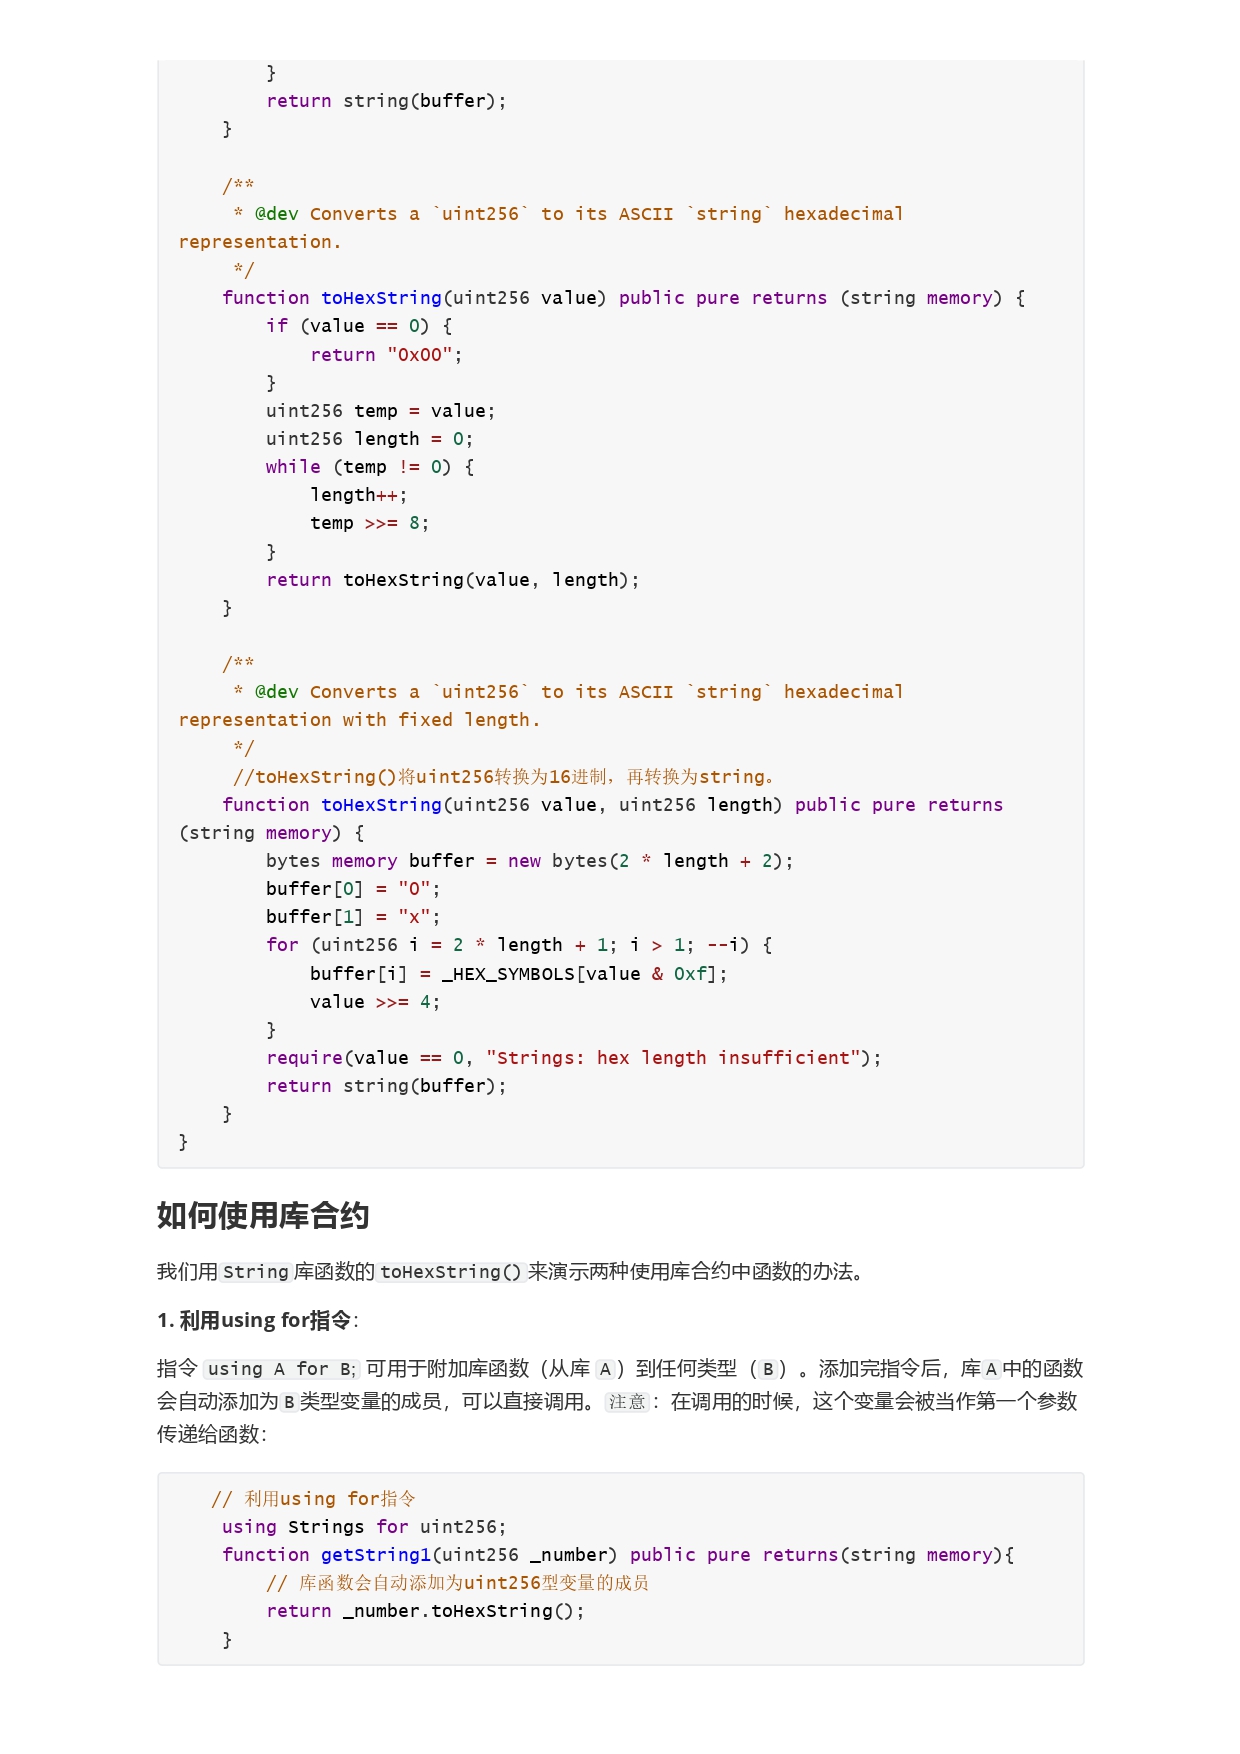 }
        return string(buffer);
    }

    /**
     * @dev Converts a `uint256` to its ASCII `string` hexadecimal
representation.
     */
    function toHexString(uint256 value) public pure returns (string memory) {
        if (value == 0) {
            return "0x00";
        }
        uint256 temp = value;
        uint256 length = 0;
        while (temp != 0) {
            length++;
            temp >>= 8;
        }
        return toHexString(value, length);
    }

    /**
     * @dev Converts a `uint256` to its ASCII `string` hexadecimal
representation with fixed length.
     */
     //toHexString()将uint256转换为16进制，再转换为string。
    function toHexString(uint256 value, uint256 length) public pure returns
(string memory) {
        bytes memory buffer = new bytes(2 * length + 2);
        buffer[0] = "0";
        buffer[1] = "x";
        for (uint256 i = 2 * length + 1; i > 1; --i) {
            buffer[i] = _HEX_SYMBOLS[value & 0xf];
            value >>= 4;
        }
        require(value == 0, "Strings: hex length insufficient");
        return string(buffer);
    }
}
如何使用库合约
我们用String库函数的toHexString()来演示两种使用库合约中函数的办法。
1. 利用using for指令：
指令 using A for B; 可用于附加库函数（从库 A）到任何类型（B）。添加完指令后，库A中的函数
会自动添加为B类型变量的成员，可以直接调用。注意：在调用的时候，这个变量会被当作第一个参数
传递给函数：
   // 利用using for指令
    using Strings for uint256;
    function getString1(uint256 _number) public pure returns(string memory){
        // 库函数会自动添加为uint256型变量的成员
        return _number.toHexString();
    }